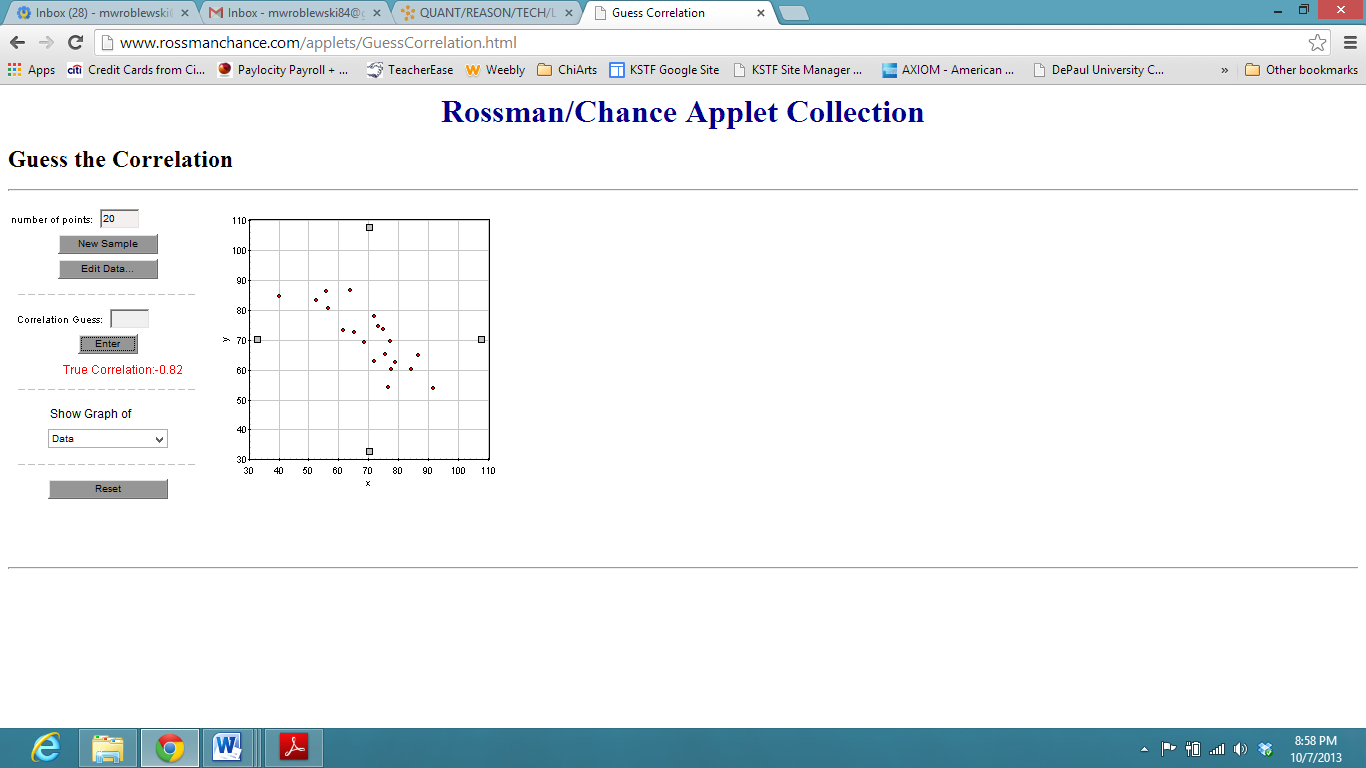 Inbox (28) - mwroblewski
Inbox - mwroblewski84@g
QUANT/REASON/TECH/L
Guess Correlation
www.rossmanchance.com/applets/GuessCorrelation.html
Apps
citi Credit Cards from Ci...
Paylocity Payroll + ...
TeacherEase
Weebly
ChiArts
KSTF Google Site
KSTF Site Manager ...
AXIOM - American ...
DePaul University C...
»
Other bookmarks
Rossman/Chance Applet Collection
Guess the Correlation
number of points: 20
New Sample
Edit Data...
Correlation Guess:
Enter
True Correlation:-0.82
Show Graph of
Data
Reset
110
100
90
80
y 70
60
50
40
30
30 40 50 60 70 80 90 100 110
x
8:58 PM
10/7/2013